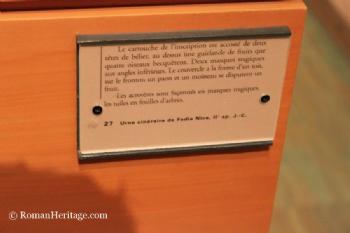 Le cartouche de l'inscription est accosté de deux
têtes de bélier, au dessus une guirlande de fruits que
quatre oiseaux becquètent. Deux masques tragiques
aux angles inférieurs. Le couvercle a la forme d'un toit,
sur le fronton un paon et un moineau se disputent un
fruit.
Les acrotères sont façonnés en masques tragiques
les tuiles en feuilles d'arbres.
27 Urne cinéraire de Fadia Nice, IIe ap. J.-C.
© RomanHeritage.com